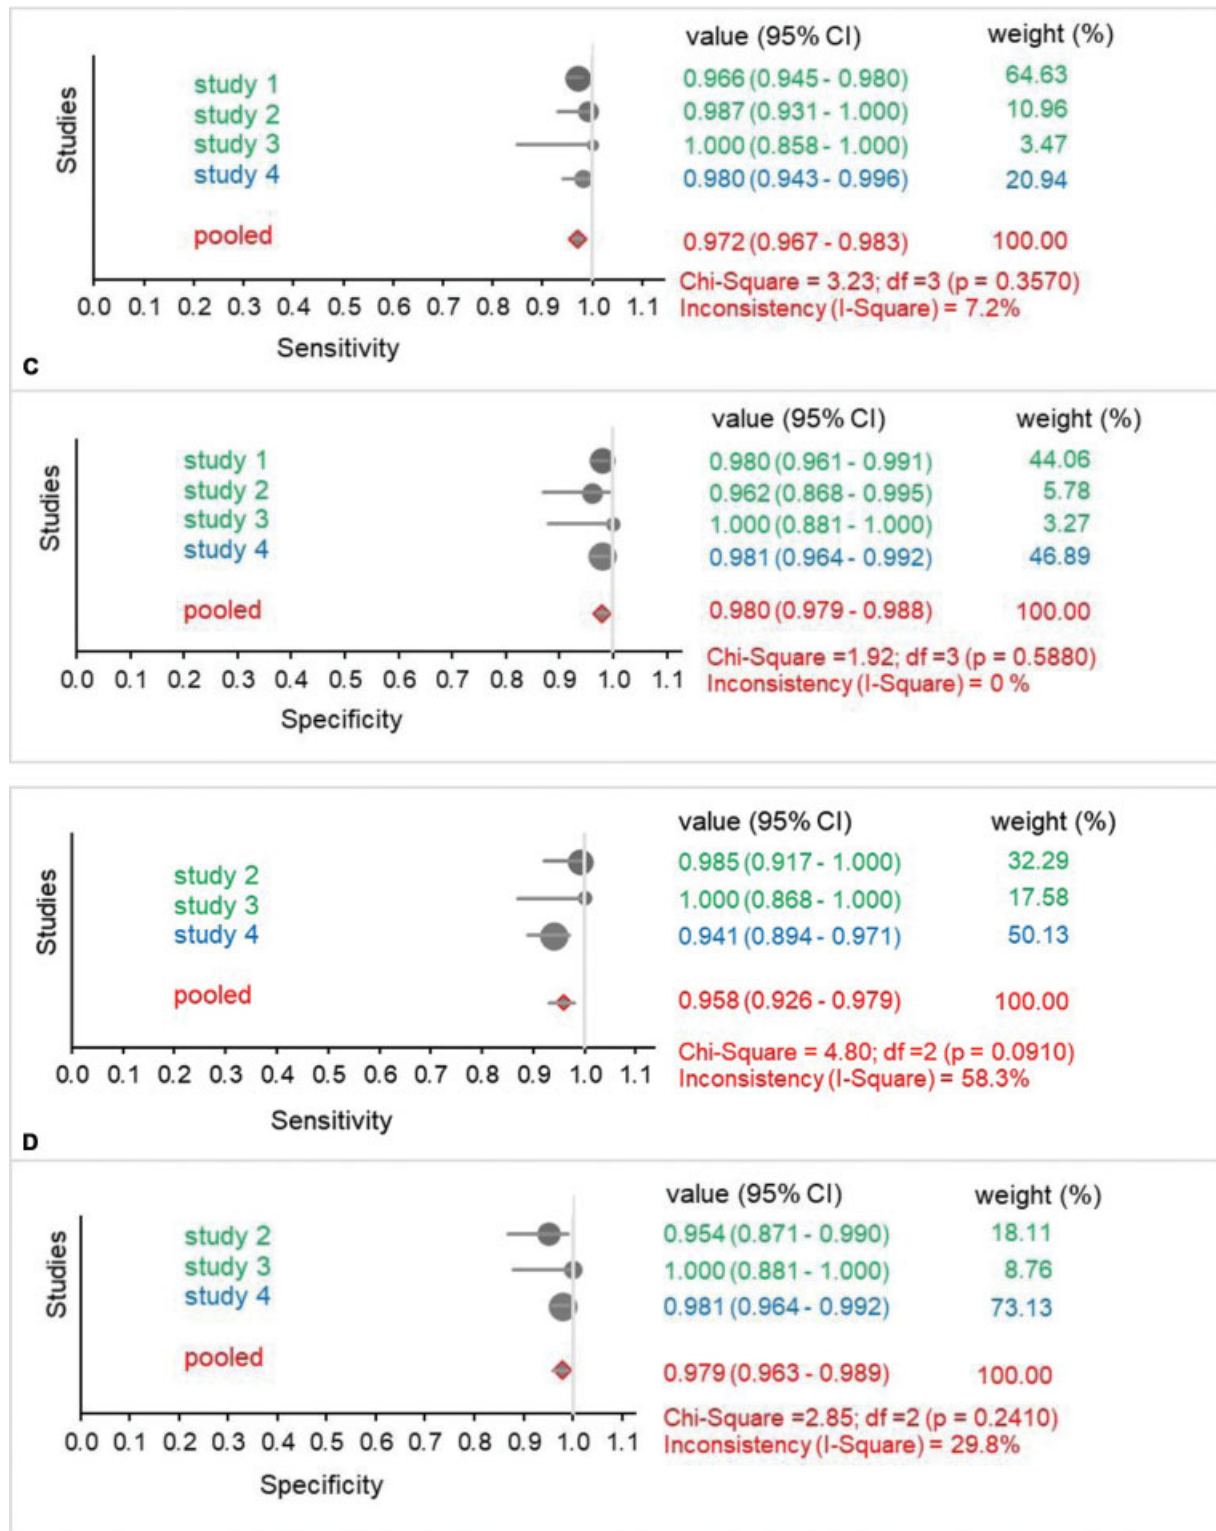 value (95% CI) weight (%)
study 1 0.966 (0.945 - 0.980) 64.63
study 2 0.987 (0.931 - 1.000) 10.96
study 3 1.000 (0.858 - 1.000) 3.47
study 4 0.980 (0.943 - 0.996) 20.94
Studies
pooled 0.972 (0.967 - 0.983) 100.00
Chi-Square = 3.23; df =3 (p = 0.3570)
Inconsistency (I-Square) = 7.2%
0.0 0.1 0.2 0.3 0.4 0.5 0.6 0.7 0.8 0.9 1.0 1.1
Sensitivity
C
value (95% CI) weight (%)
study 1 0.980 (0.961 - 0.991) 44.06
study 2 0.962 (0.868 - 0.995) 5.78
study 3 1.000 (0.881 - 1.000) 3.27
study 4 0.981 (0.964 - 0.992) 46.89
Studies
pooled 0.980 (0.979 - 0.988) 100.00
Chi-Square =1.92; df =3 (p = 0.5880)
Inconsistency (I-Square) = 0 %
0.0 0.1 0.2 0.3 0.4 0.5 0.6 0.7 0.8 0.9 1.0 1.1
Specificity
value (95% CI) weight (%)
study 2 0.985 (0.917 - 1.000) 32.29
study 3 1.000 (0.868 - 1.000) 17.58
study 4 0.941 (0.894 - 0.971) 50.13
Studies
pooled 0.958 (0.926 - 0.979) 100.00
Chi-Square = 4.80; df =2 (p = 0.0910)
Inconsistency (I-Square) = 58.3%
0.0 0.1 0.2 0.3 0.4 0.5 0.6 0.7 0.8 0.9 1.0 1.1
Sensitivity
D
value (95% CI) weight (%)
study 2 0.954 (0.871 - 0.990) 18.11
study 3 1.000 (0.881 - 1.000) 8.76
study 4 0.981 (0.964 - 0.992) 73.13
Studies
pooled 0.979 (0.963 - 0.989) 100.00
Chi-Square =2.85; df =2 (p = 0.2410)
Inconsistency (I-Square) = 29.8%
0.0 0.1 0.2 0.3 0.4 0.5 0.6 0.7 0.8 0.9 1.0 1.1
Specificity